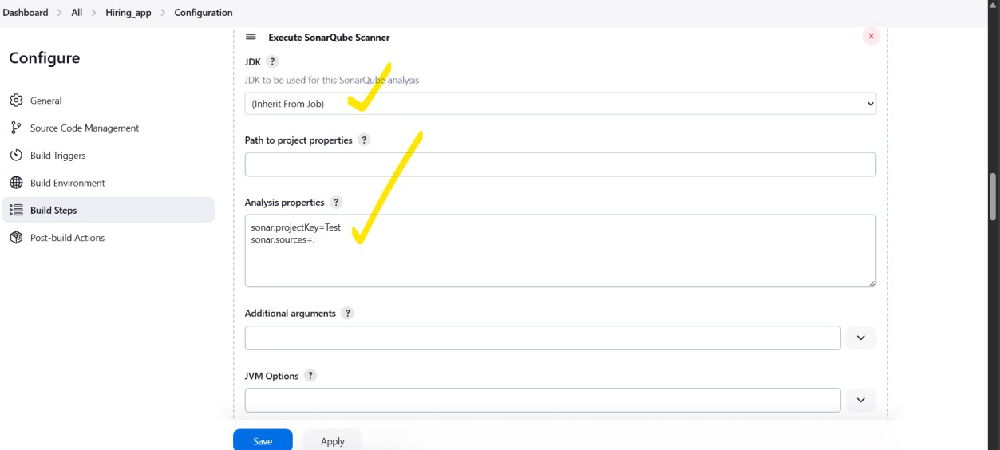 Dashboard > All > Hiring_app > Configuration
Configure
General
Source Code Management
Build Triggers
Build Environment
Build Steps
Post-build Actions
Execute SonarQube Scanner
JDK ?
JDK to be used for this SonarQube analysis
(Inherit From Job)
Path to project properties ?
Analysis properties ?
sonar.projectKey=Test
sonar.sources=.
Additional arguments ?
JVM Options ?
Save
Apply